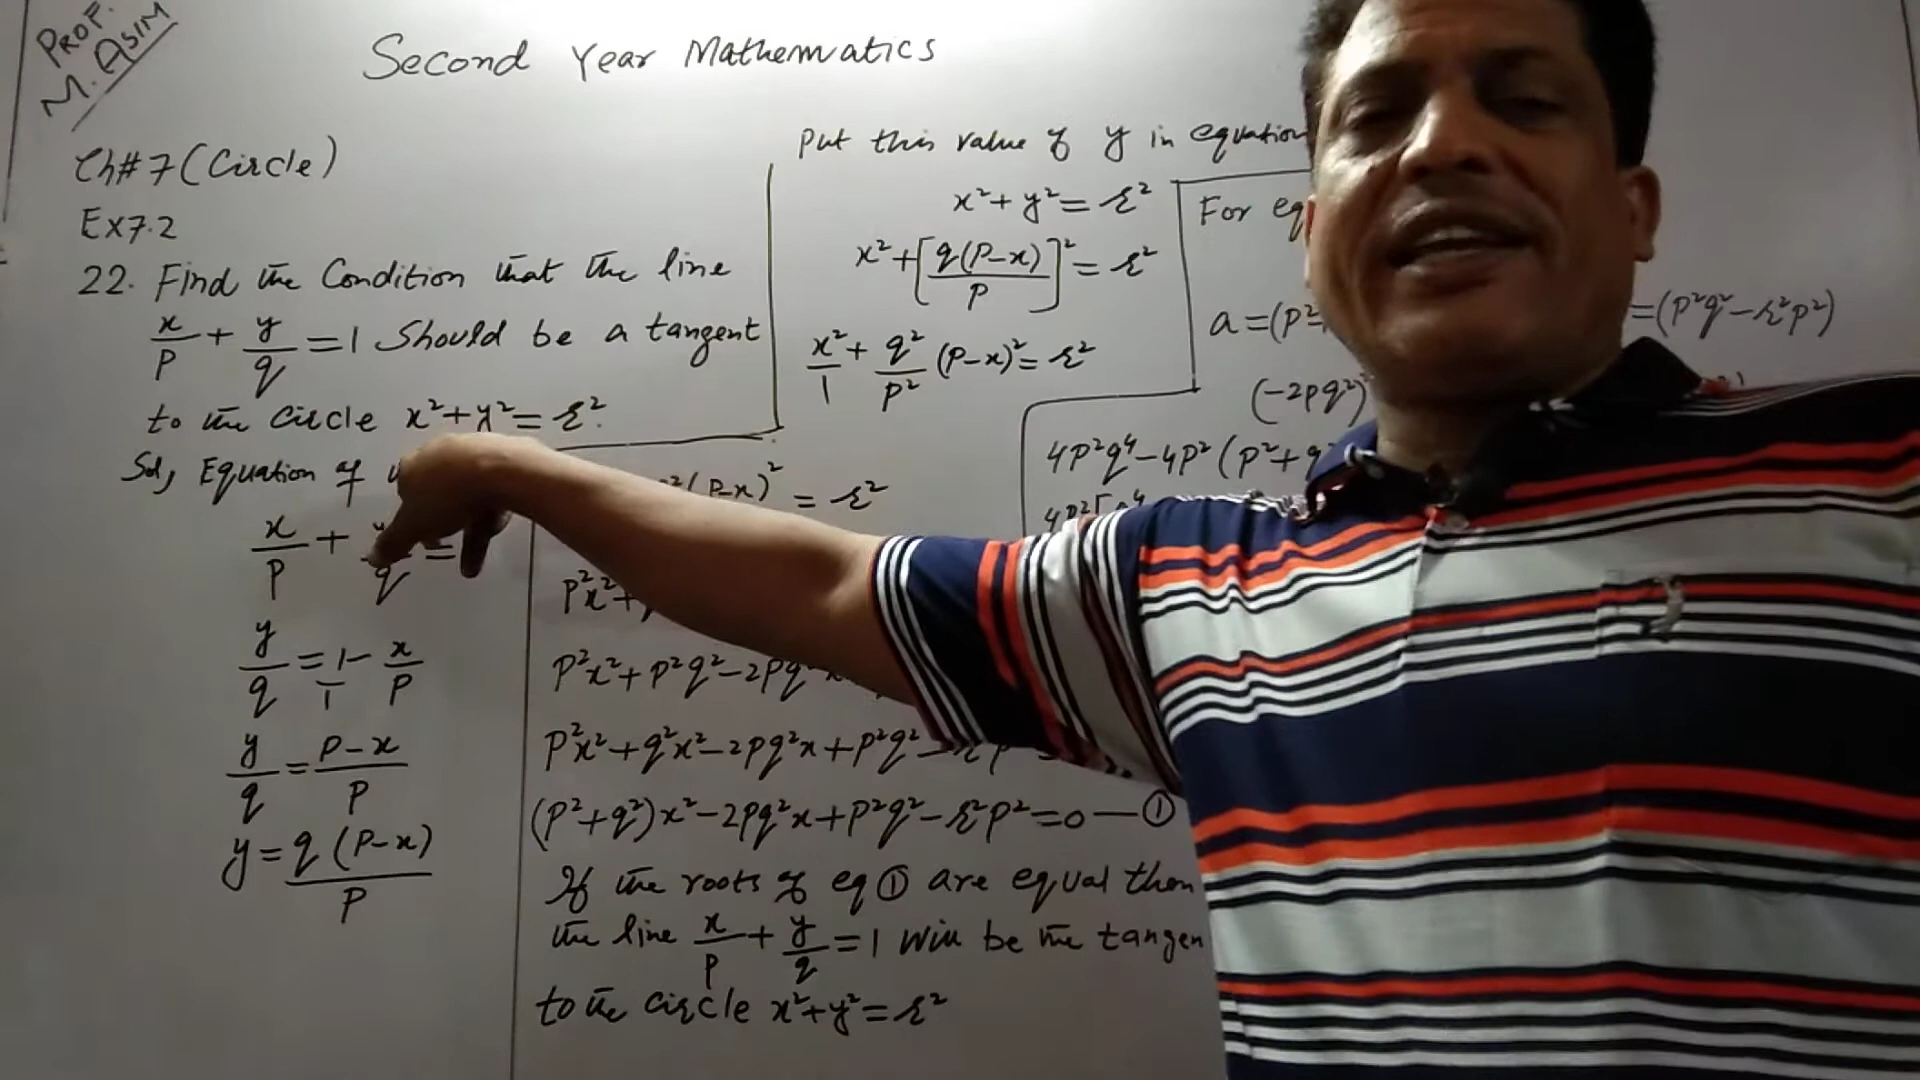 PROF.
M. ASIM
Second Year Mathematics
Ch#7 (Circle)
EX7.2
22. Find the Condition that the line
x/p + y/q = 1 Should be a tangent
to the circle x² + y² = r².
Sol, Equation of
x/p + y/q =
y/q = 1/1 - x/p
y/q = (p-x)/p
y = q(p-x)/p
Put this value of y in equation
x² + y² = r²
x² + [q(p-x)/p]² = r²
x²/1 + q²/p² (p-x)² = r²
(p-x)² = r²
p²x² +
p²x² + p²q² - 2pq²
p²x² + q²x² - 2pq²x + p²q² - r²p²
(p²+q²)x² - 2pq²x + p²q² - r²p² = 0 — ①
If the roots of eq ① are equal then
the line x/p + y/q = 1 will be the tangen
to the circle x² + y² = r²
For eq
a = (p²
= (p²q² - r²p²)
(-2pq²)
4p²q⁴ - 4p² (p² + q
4p² [q⁴